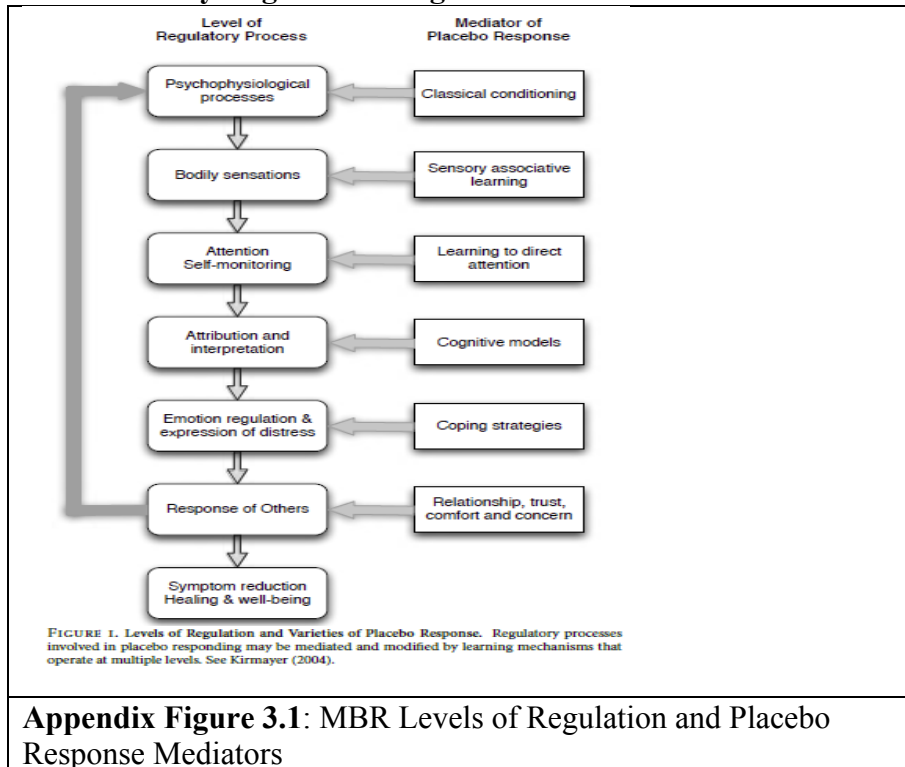 Level of
Regulatory Process
Mediator of
Placebo Response
Psychophysiological
processes
Classical conditioning
Bodily sensations
Sensory associative
learning
Attention
Self-monitoring
Learning to direct
attention
Attribution and
interpretation
Cognitive models
Emotion regulation &
expression of distress
Coping strategies
Response of Others
Relationship, trust,
comfort and concern
Symptom reduction
Healing & well-being
FIGURE 1. Levels of Regulation and Varieties of Placebo Response. Regulatory processes
involved in placebo responding may be mediated and modified by learning mechanisms that
operate at multiple levels. See Kirmayer (2004).
Appendix Figure 3.1: MBR Levels of Regulation and Placebo
Response Mediators